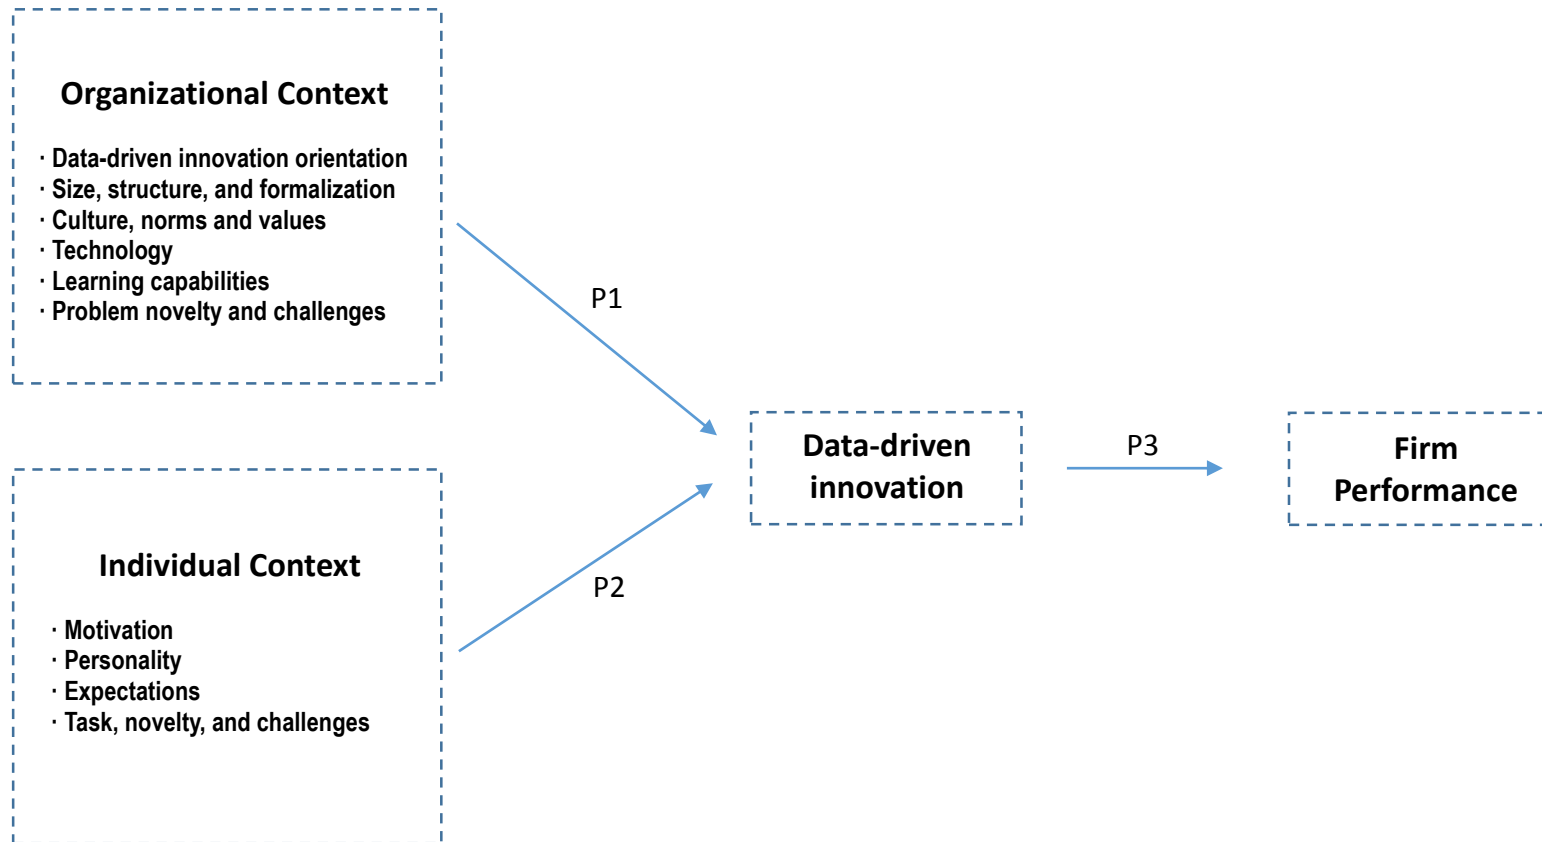 Organizational Context
· Data-driven innovation orientation
· Size, structure, and formalization
· Culture, norms and values
· Technology
· Learning capabilities
· Problem novelty and challenges
P1
Individual Context
· Motivation
· Personality
· Expectations
· Task, novelty, and challenges
P2
Data-driven
innovation
P3
Firm
Performance